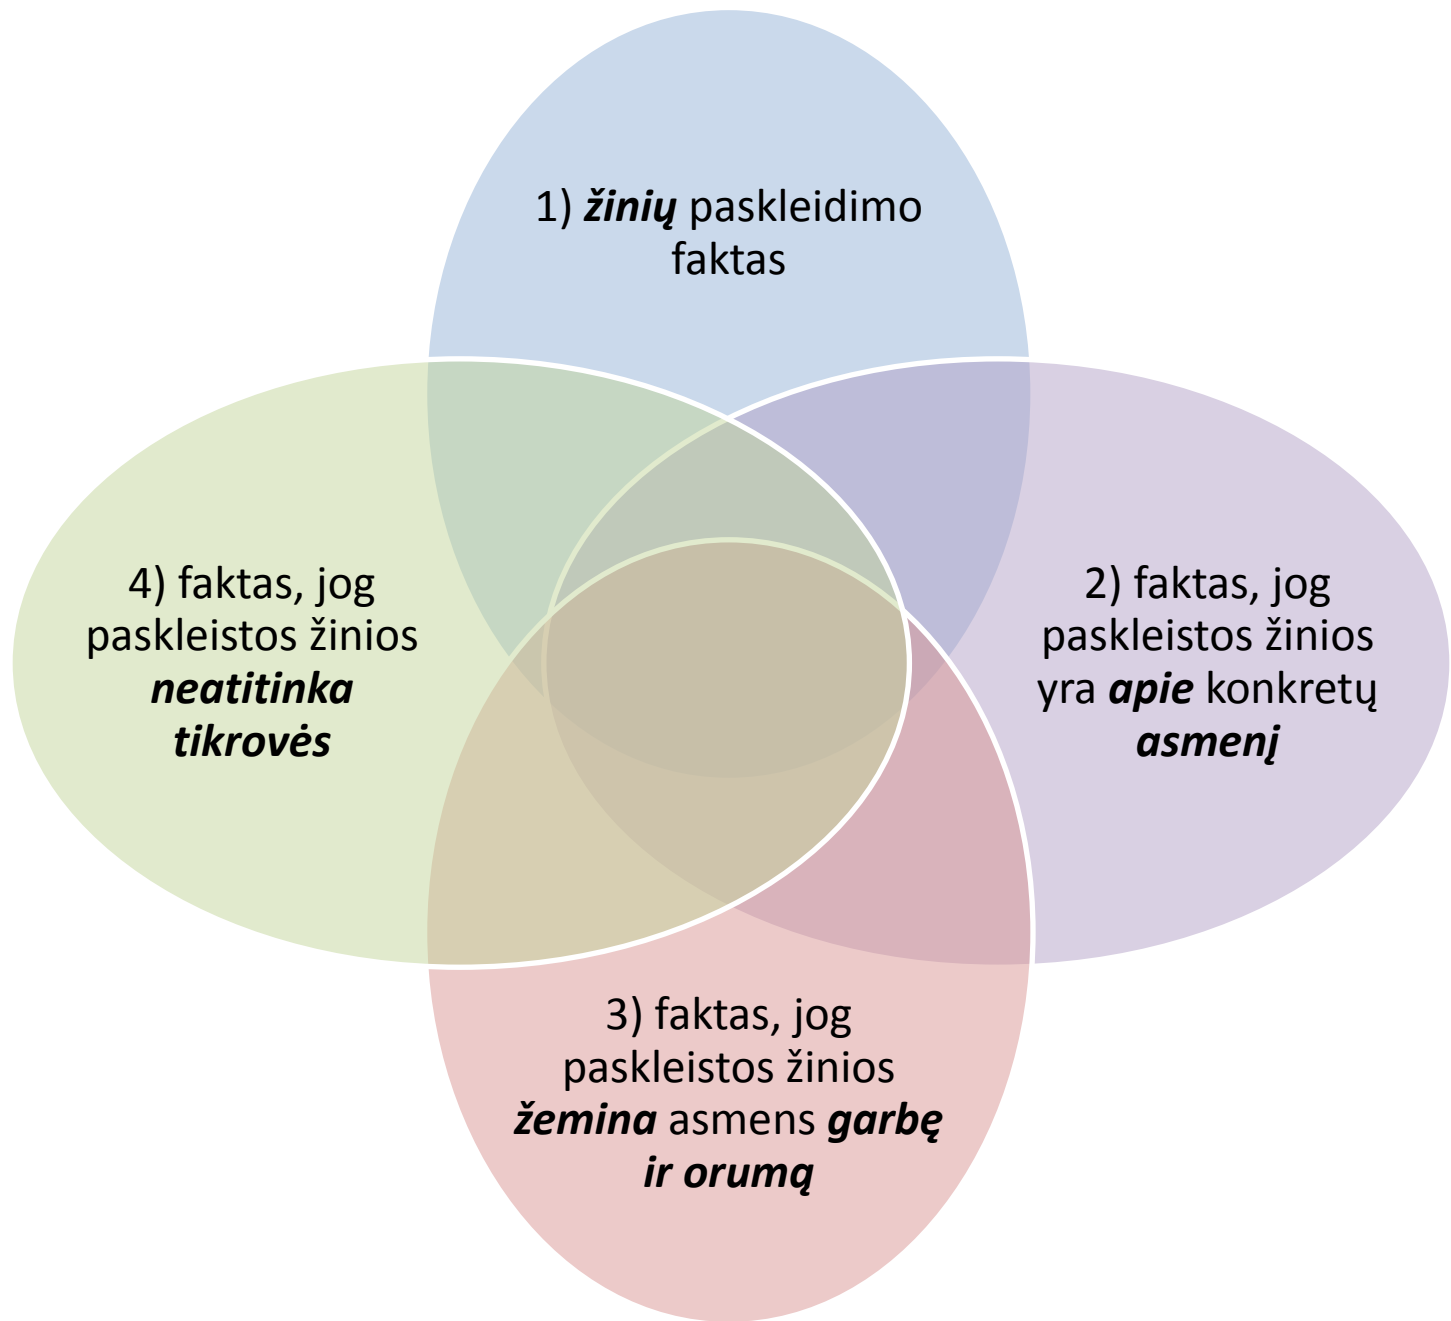 1) žinių paskleidimo
faktas
2) faktas, jog
paskleistos žinios
yra apie konkretų
asmenį
3) faktas, jog
paskleistos žinios
žemina asmens garbę
ir orumą
4) faktas, jog
paskleistos žinios
neatitinka
tikrovės